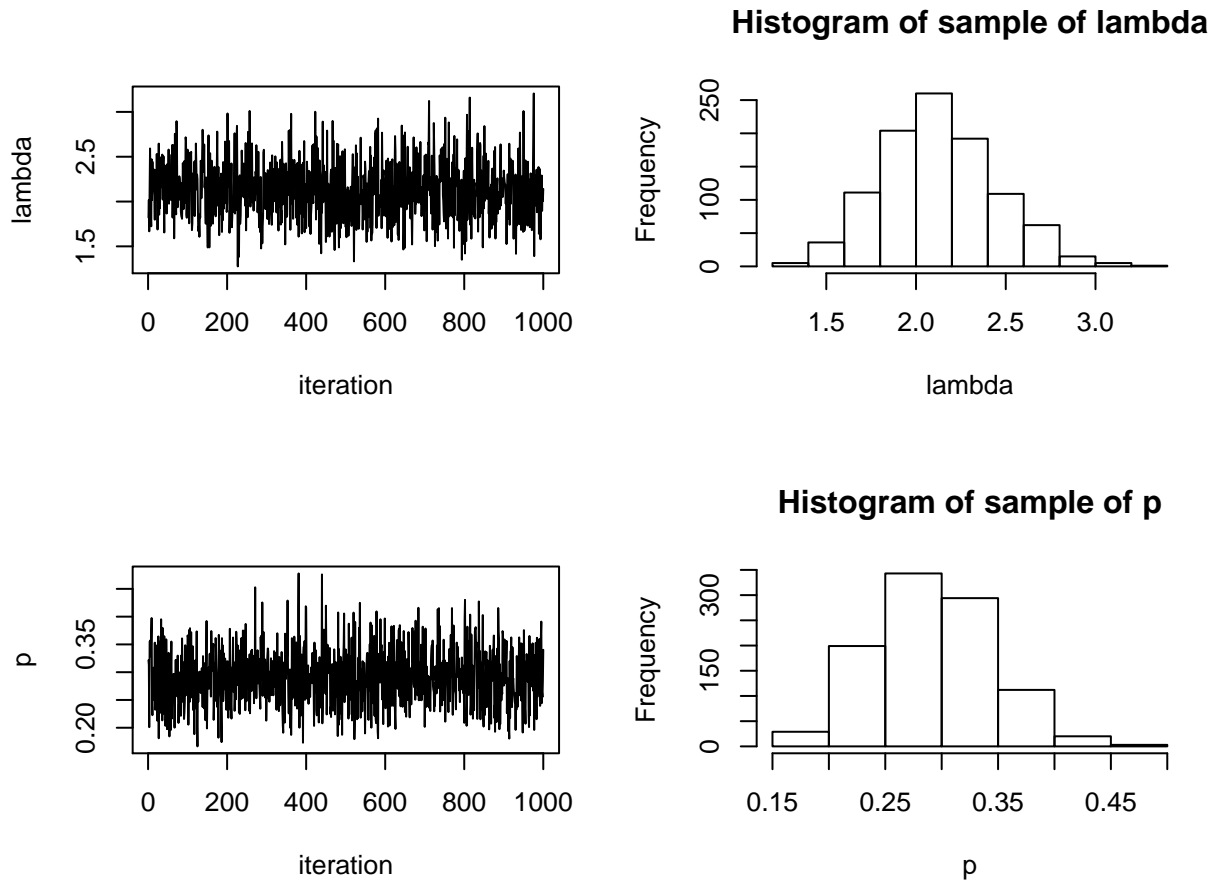 lambda
1.5 2.5
0 200 400 600 800 1000
iteration
Histogram of sample of lambda
Frequency
0 100 250
1.5 2.0 2.5 3.0
lambda
p
0.20 0.35
0 200 400 600 800 1000
iteration
Histogram of sample of p
Frequency
0 150 300
0.15 0.25 0.35 0.45
p